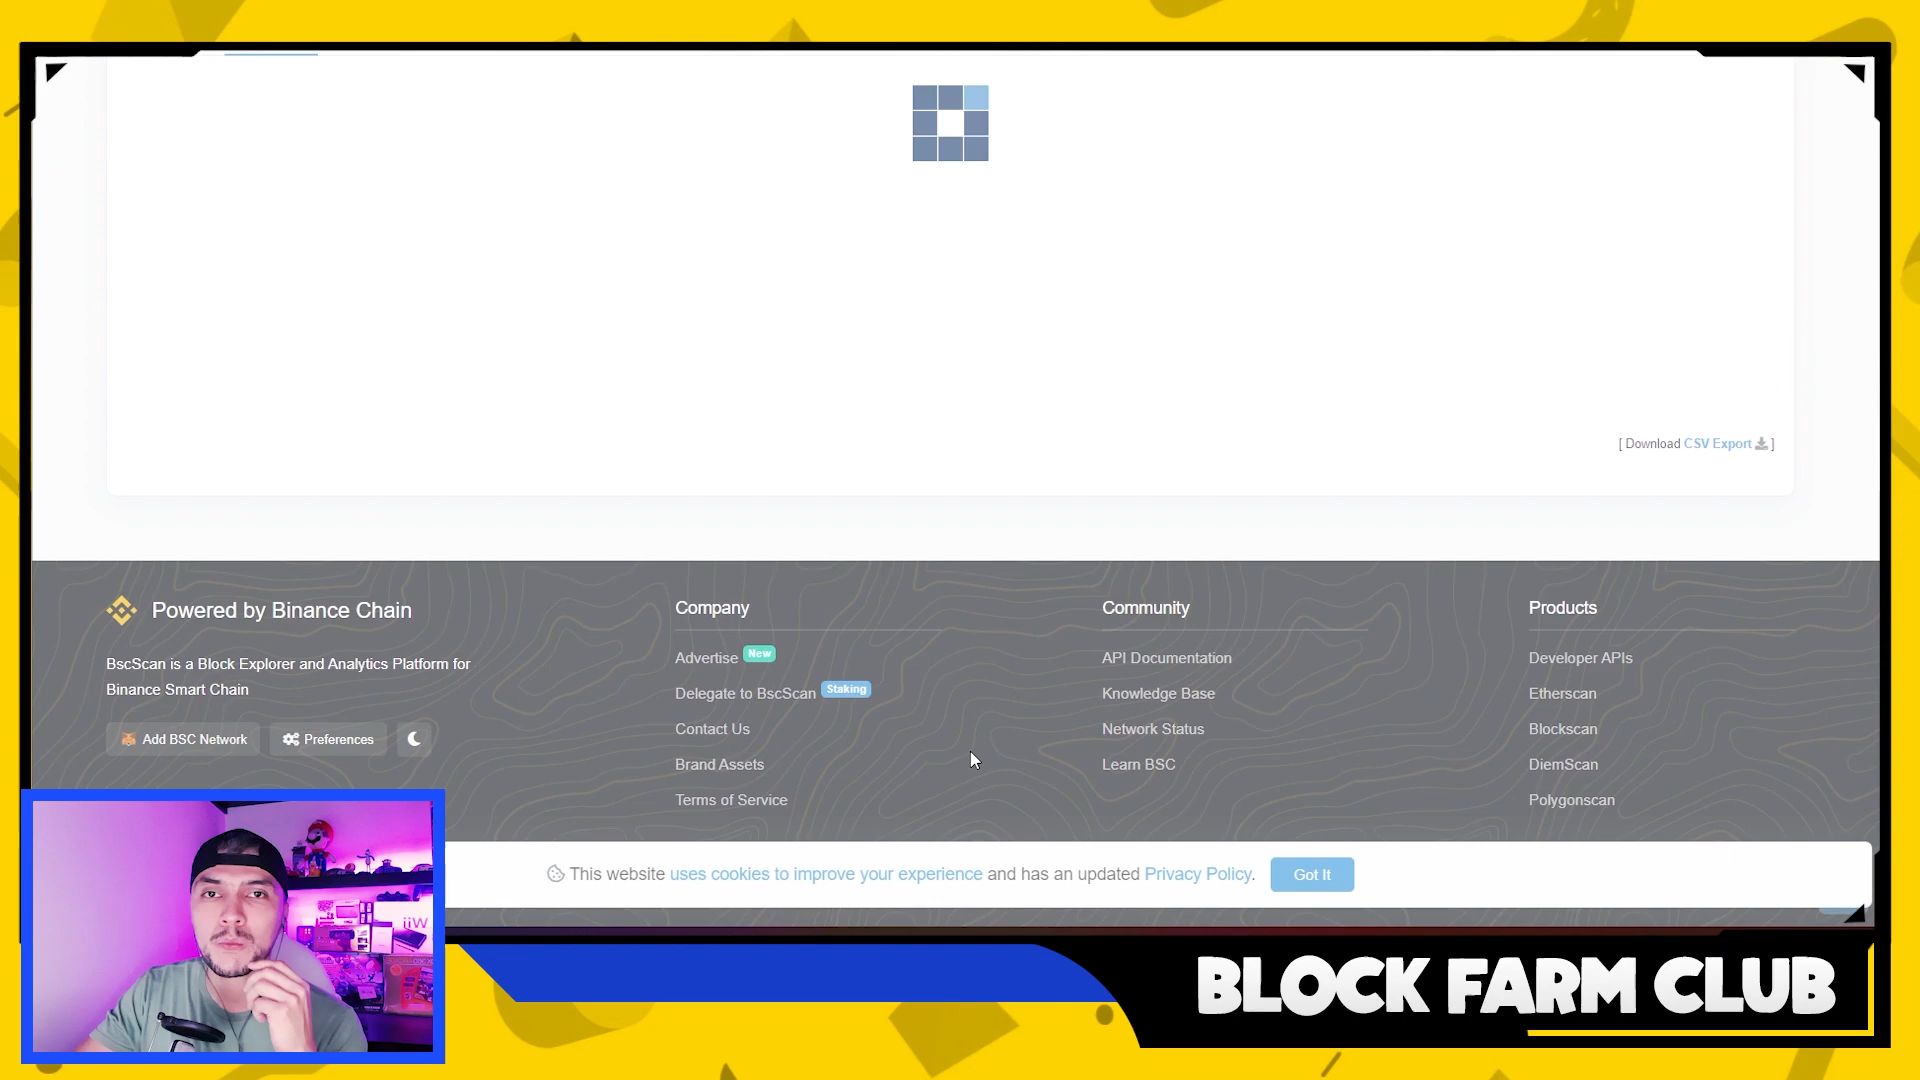 [ Download CSV Export ]
Powered by Binance Chain
BscScan is a Block Explorer and Analytics Platform for
Binance Smart Chain
Add BSC Network
Preferences
Company
Advertise New
Delegate to BscScan Staking
Contact Us
Brand Assets
Terms of Service
Community
API Documentation
Knowledge Base
Network Status
Learn BSC
Products
Developer APIs
Etherscan
Blockscan
DiemScan
Polygonscan
This website uses cookies to improve your experience and has an updated Privacy Policy.
Got It
BLOCK FARM CLUB